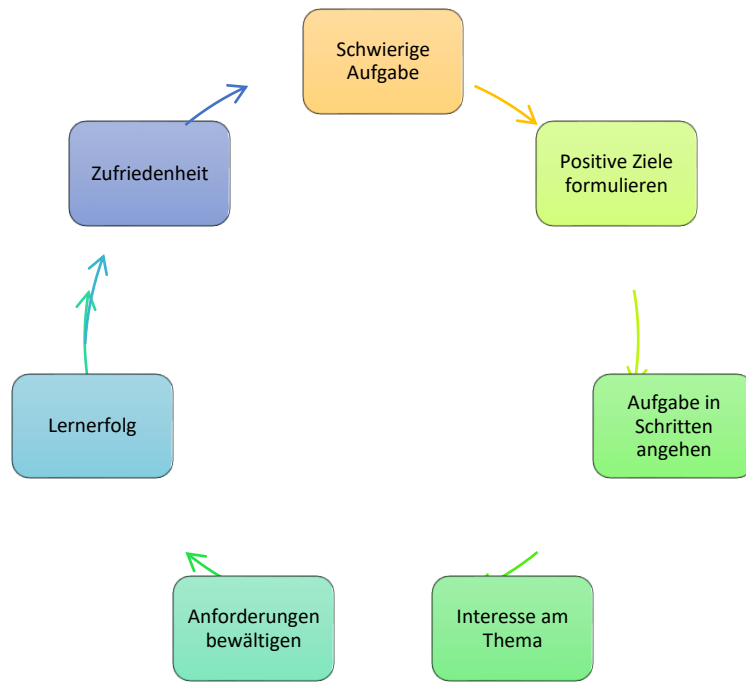 Schwierige
Aufgabe
Positive Ziele
formulieren
Aufgabe in
Schritten
angehen
Interesse am
Thema
Anforderungen
bewältigen
Lernerfolg
Zufriedenheit